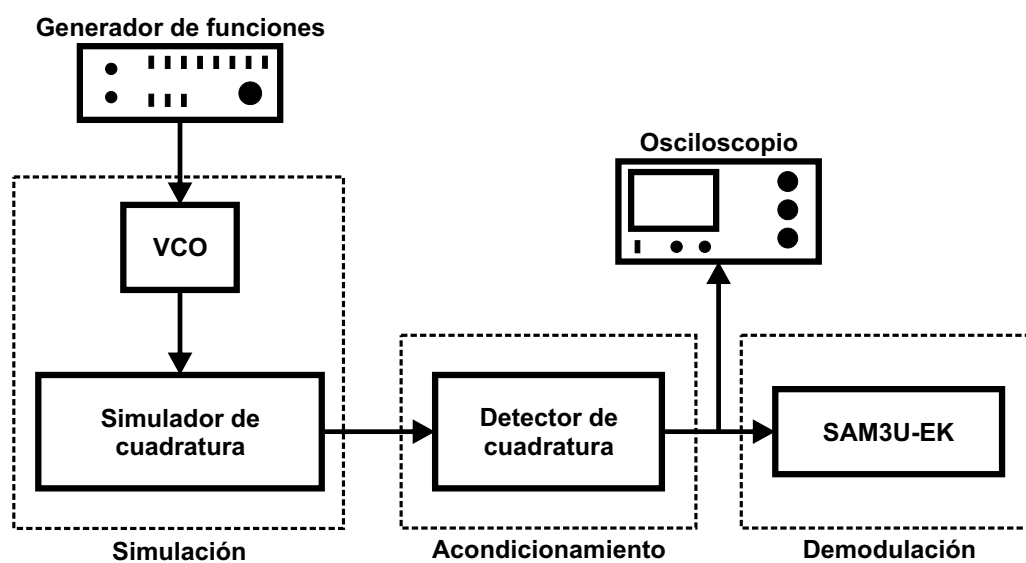 Generador de funciones
Osciloscopio
VCO
Simulador de
cuadratura
Detector de
cuadratura
SAM3U-EK
Simulación
Acondicionamiento
Demodulación